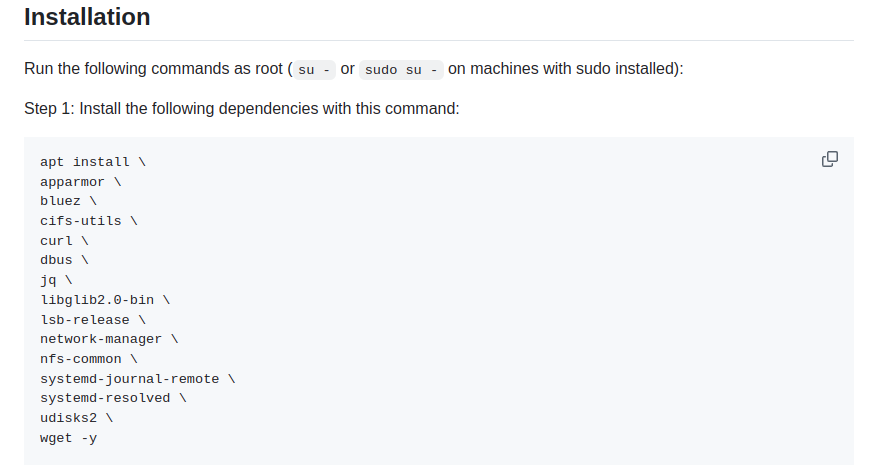 Installation
Run the following commands as root ( su - or sudo su - on machines with sudo installed):
Step 1: Install the following dependencies with this command:
apt install \
apparmor \
bluez \
cifs-utils \
curl \
dbus \
jq \
libglib2.0-bin \
lsb-release \
network-manager \
nfs-common \
systemd-journal-remote \
systemd-resolved \
udisks2 \
wget -y